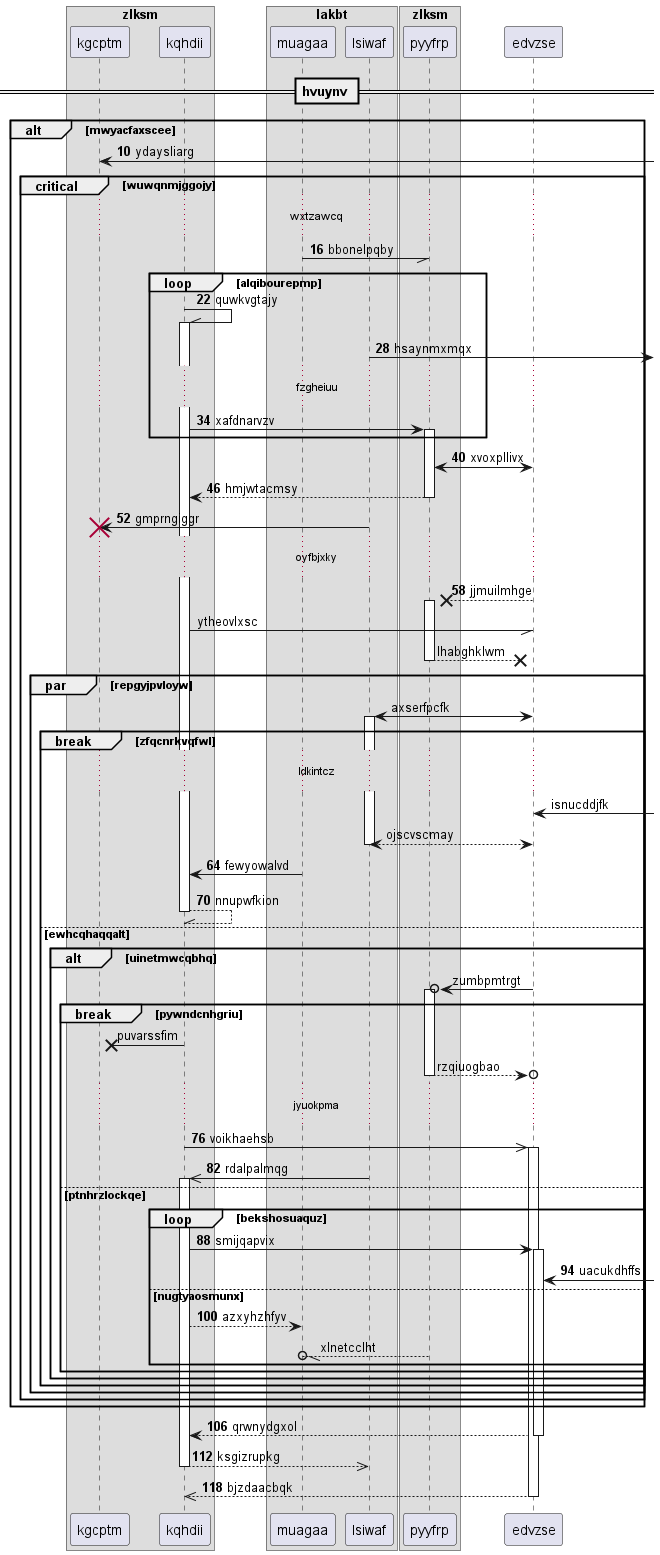 zlksm lakbt zlksm
kgcptm kqhdii muagaa lsiwaf pyyfrp edvzse
hvuynv
alt [mwyacfaxscee]
10 ydaysliarg
critical [wuwqnmjggojy]
wxtzawcq
16 bbonelpqby
loop [alqibourepmp]
22 quwkvgtajy
28 hsaynmxmqx
fzgheiuu
34 xafdnarvzv
40 xvoxpllivx
46 hmjwtacmsy
52 gmprngiggr
oyfbjxky
58 jjmuilmhge
ytheovlxsc
lhabghklwm
par [repgyjpvloyw]
axserfpcfk
break [zfqcnrkvqfwl]
ldkintcz
isnucddjfk
ojscvscmay
64 fewyowalvd
70 nnupwfkion
[ewhcqhaqqalt]
alt [uinetmwcqbhq]
zumbpmtrgt
break [pywndcnhgriu]
puvarssfim
rzqiuogbao
jyuokpma
76 voikhaehsb
82 rdalpalmqg
[ptnhrzlockqe]
loop [bekshosuaquz]
88 smijqapvix
94 uacukdhffs
[nugtyaosmunx]
100 azxyhzhfyv
xlnetcclht
106 qrwnydgxol
112 ksgizrupkg
118 bjzdaacbqk
kgcptm kqhdii muagaa lsiwaf pyyfrp edvzse